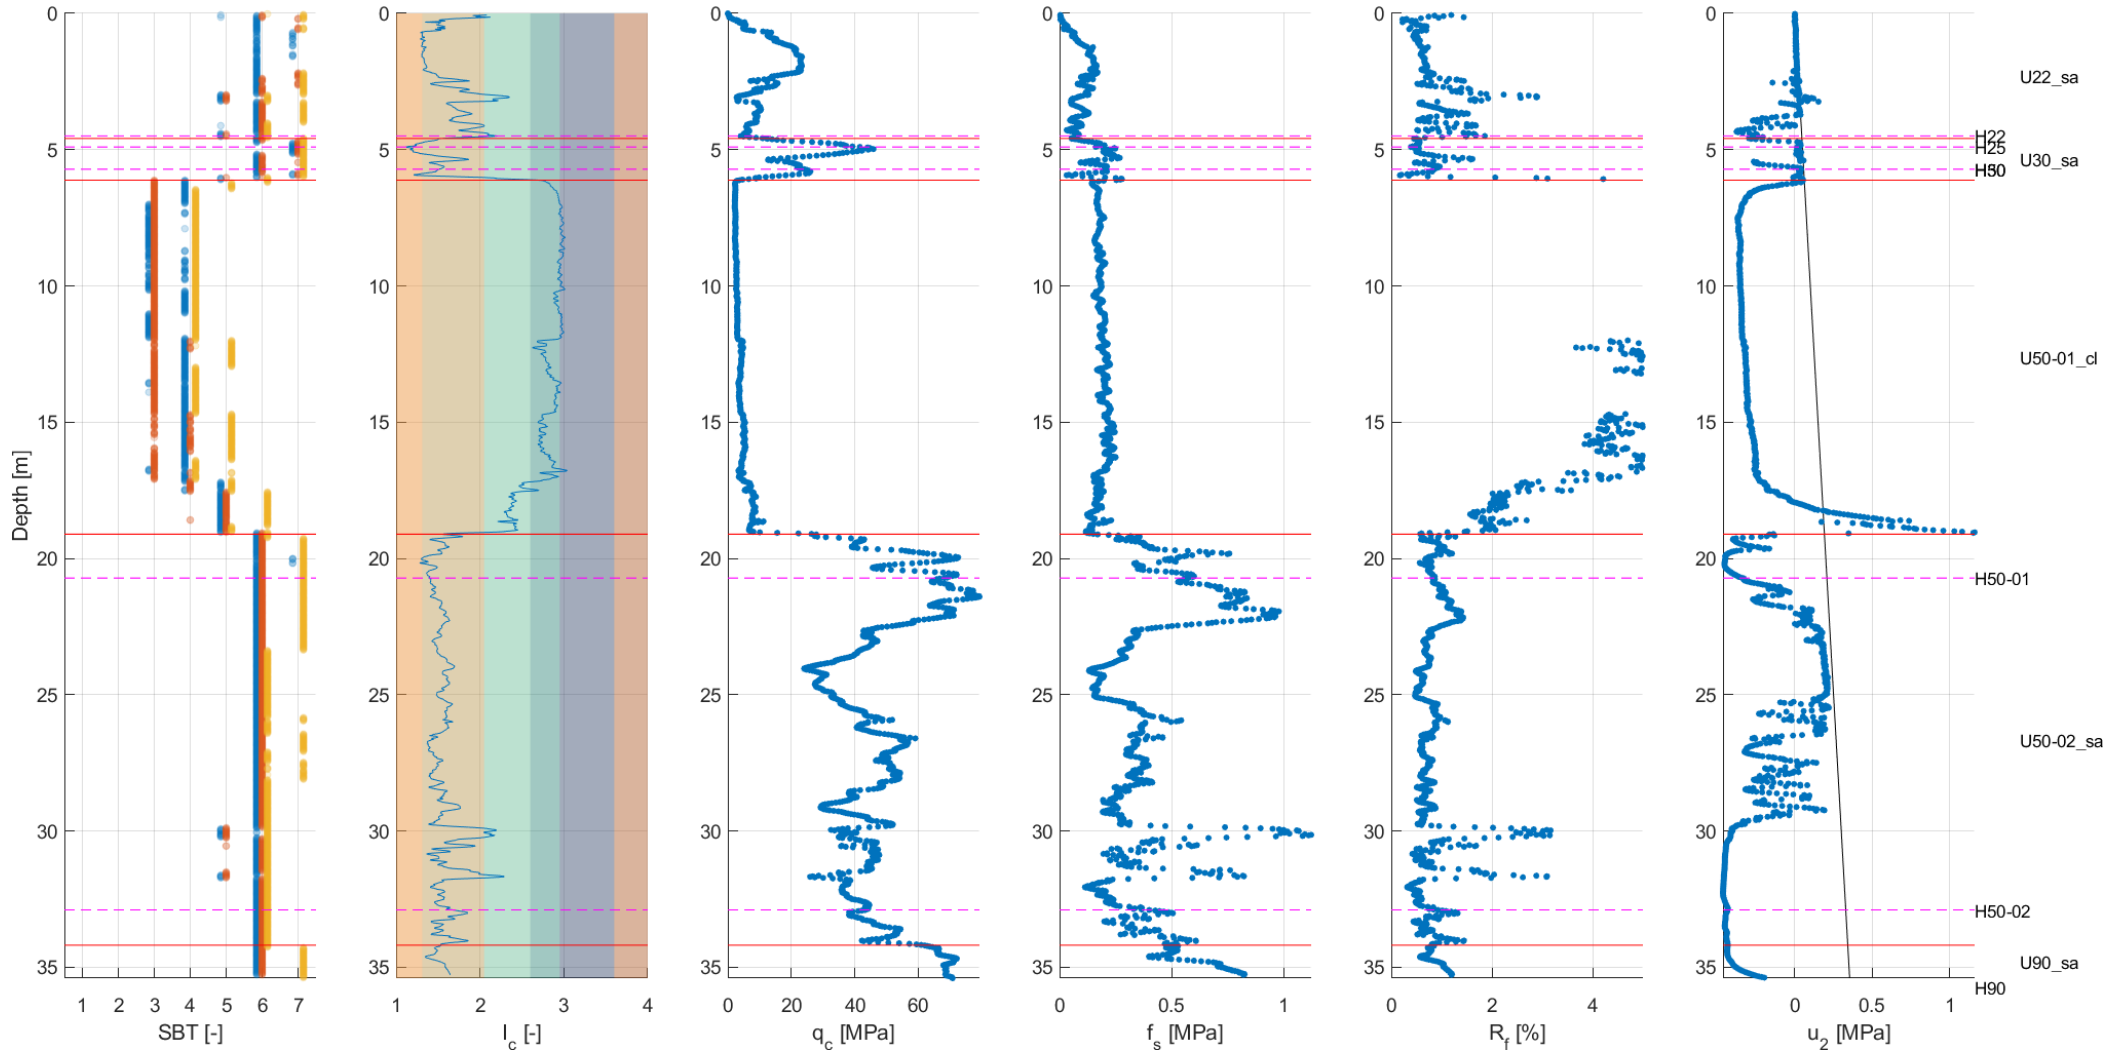 0
5
10
15
20
25
30
35
Depth [m]
1 2 3 4 5 6 7
SBT [-]
0
5
10
15
20
25
30
35
1 2 3 4
I_c [-]
0
5
10
15
20
25
30
35
0 20 40 60
q_c [MPa]
0
5
10
15
20
25
30
35
0 0.5 1
f_s [MPa]
0
5
10
15
20
25
30
35
0 2 4
R_f [%]
0
5
10
15
20
25
30
35
0 0.5 1
u_2 [MPa]
U22_sa
H22
H25
U30_sa
U50-01_cl
H50-01
U50-02_sa
H50-02
U90_sa
H90